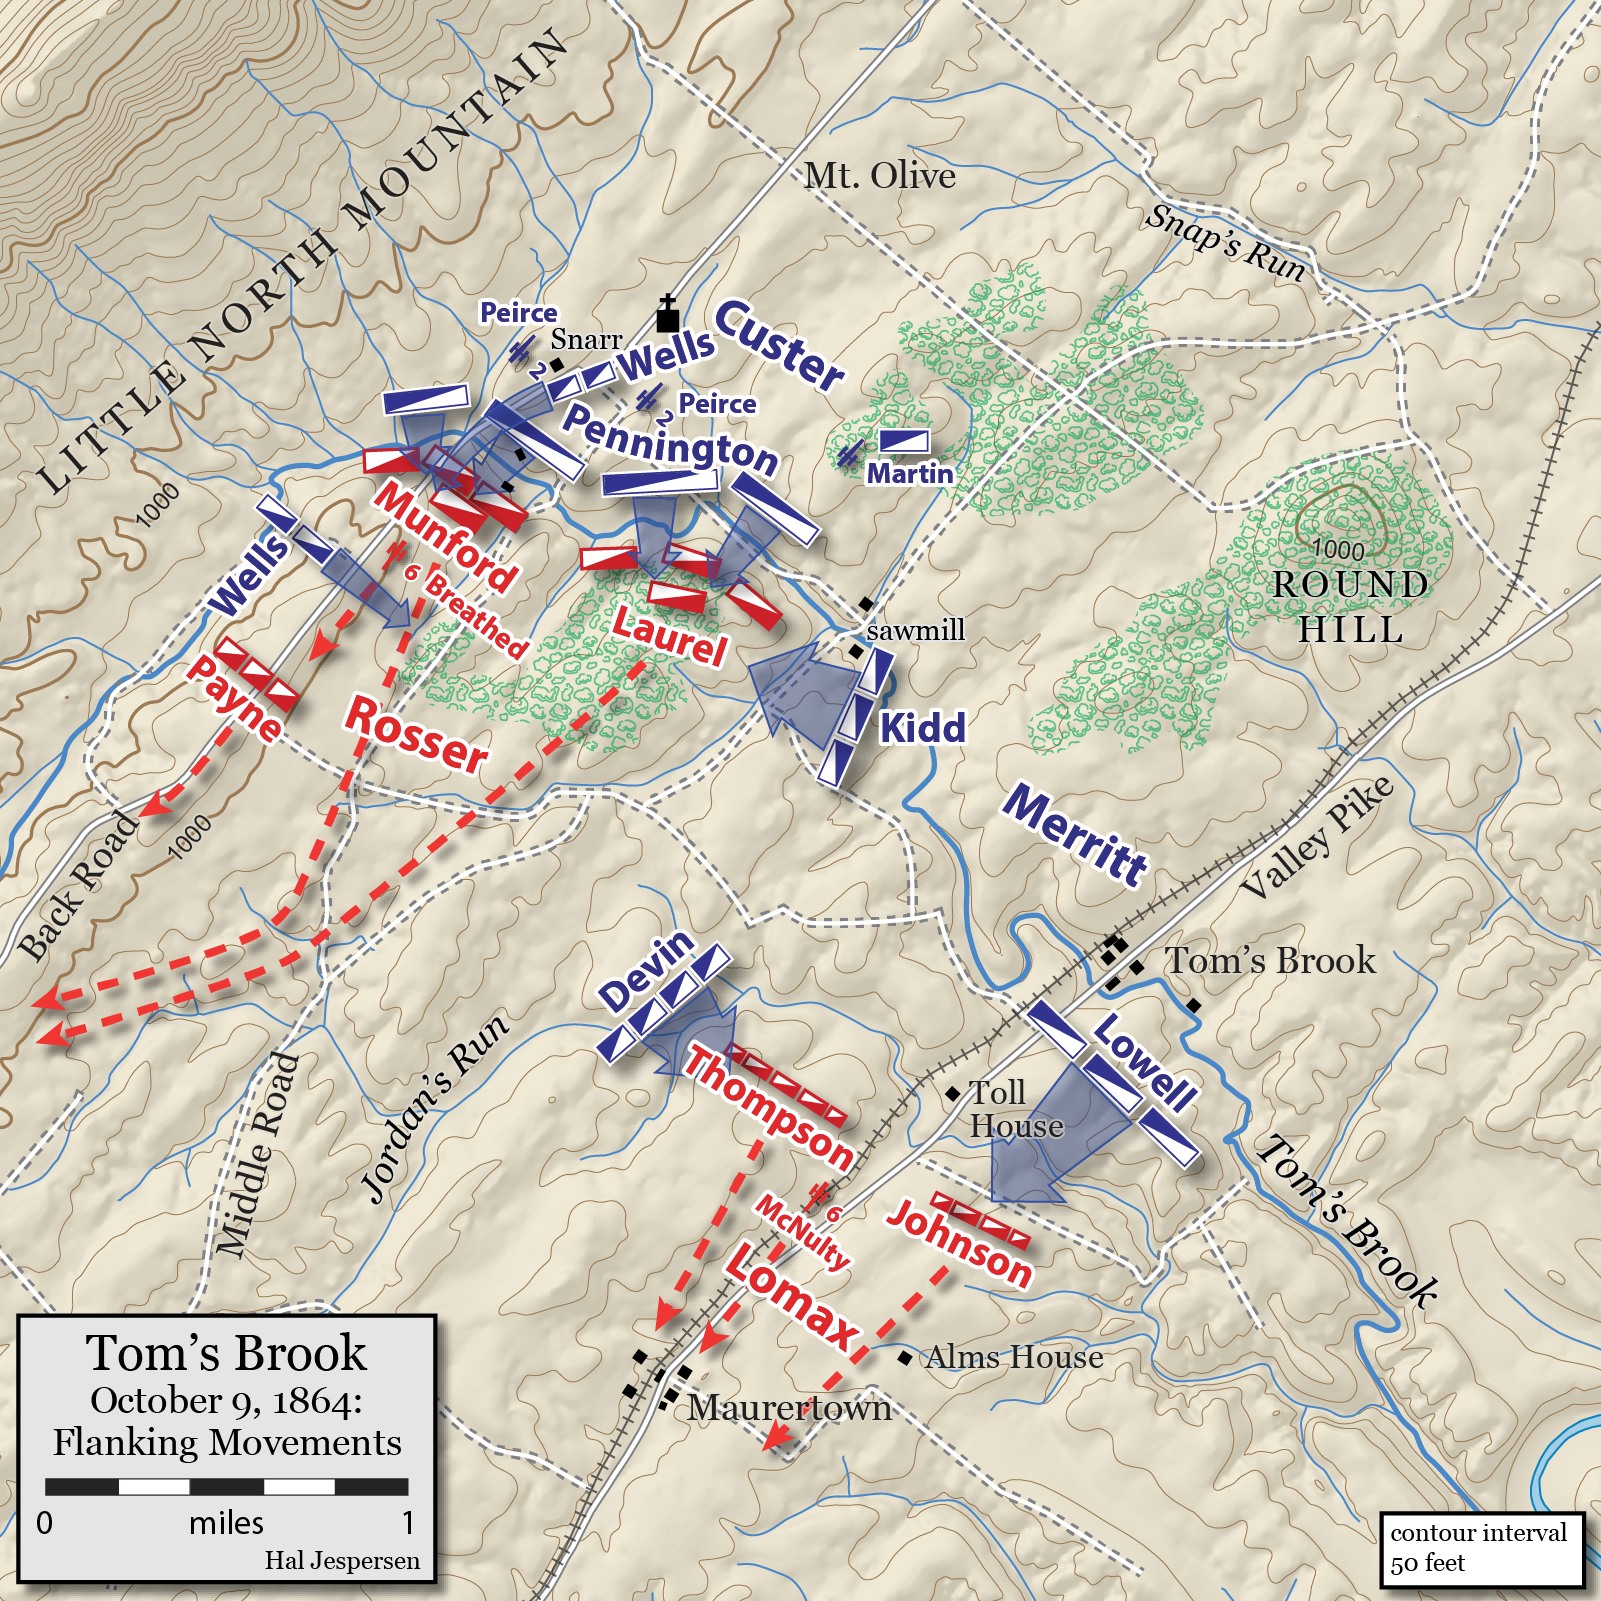 LITTLE NORTH MOUNTAIN
Mt. Olive
Snap's Run
Peirce
2
Snarr
Wells
Custer
Peirce
2
Pennington
Martin
1000
Munford
6
Breathed
Wells
Laurel
sawmill
1000
ROUND
HILL
Payne
Rosser
Kidd
Merritt
Valley Pike
Back Road
1000
Devin
Tom's Brook
Lowell
Thompson
Toll
House
Jordan's Run
Middle Road
6
McNulty
Johnson
Tom's Brook
Lomax
Alms House
Maurertown
Tom's Brook
October 9, 1864:
Flanking Movements
0 miles 1
Hal Jespersen
contour interval
50 feet